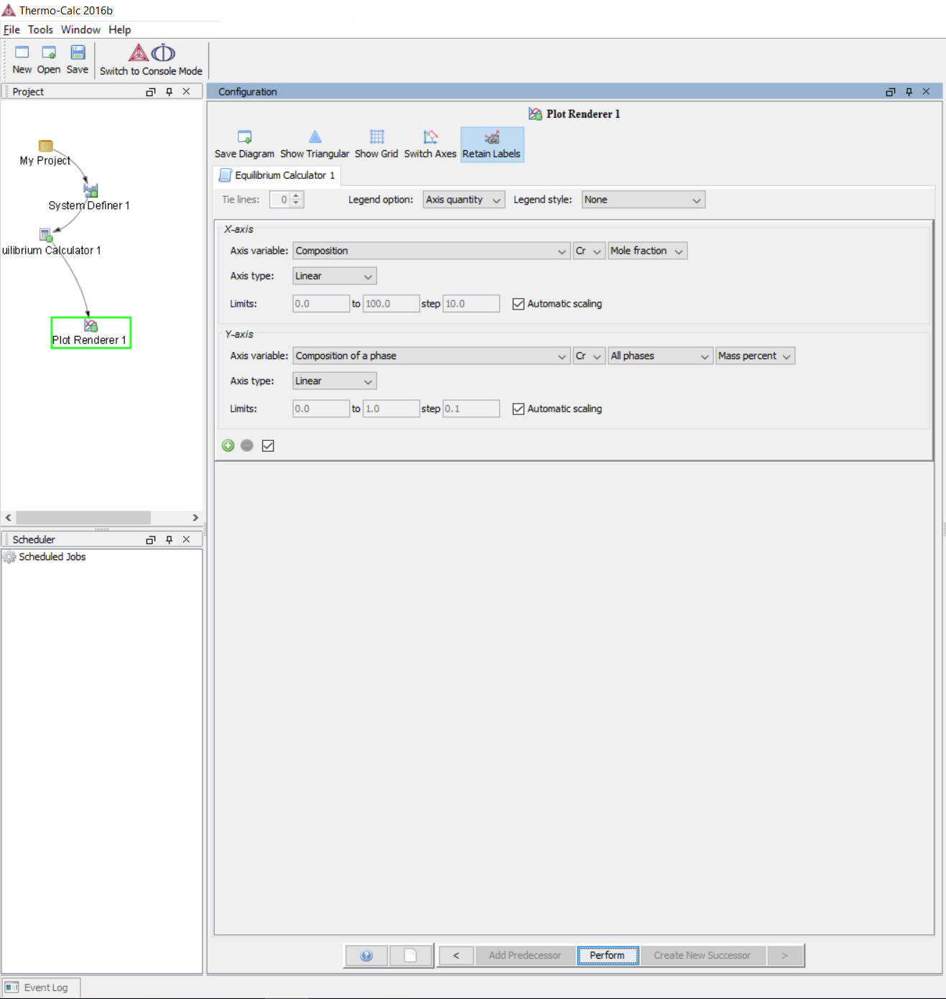 Thermo-Calc 2016b
File Tools Window Help
New Open Save Switch to Console Mode
Project
My Project
System Definer 1
uilibrium Calculator 1
Plot Renderer 1
Scheduler
Scheduled Jobs
Configuration
Plot Renderer 1
Save Diagram Show Triangular Show Grid Switch Axes Retain Labels
Equilibrium Calculator 1
Tie lines: 0 Legend option: Axis quantity Legend style: None
X-axis
Axis variable: Composition Cr Mole fraction
Axis type: Linear
Limits: 0.0 to 100.0 step 10.0 Automatic scaling
Y-axis
Axis variable: Composition of a phase Cr All phases Mass percent
Axis type: Linear
Limits: 0.0 to 1.0 step 0.1 Automatic scaling
< Add Predecessor Perform Create New Successor >
Event Log